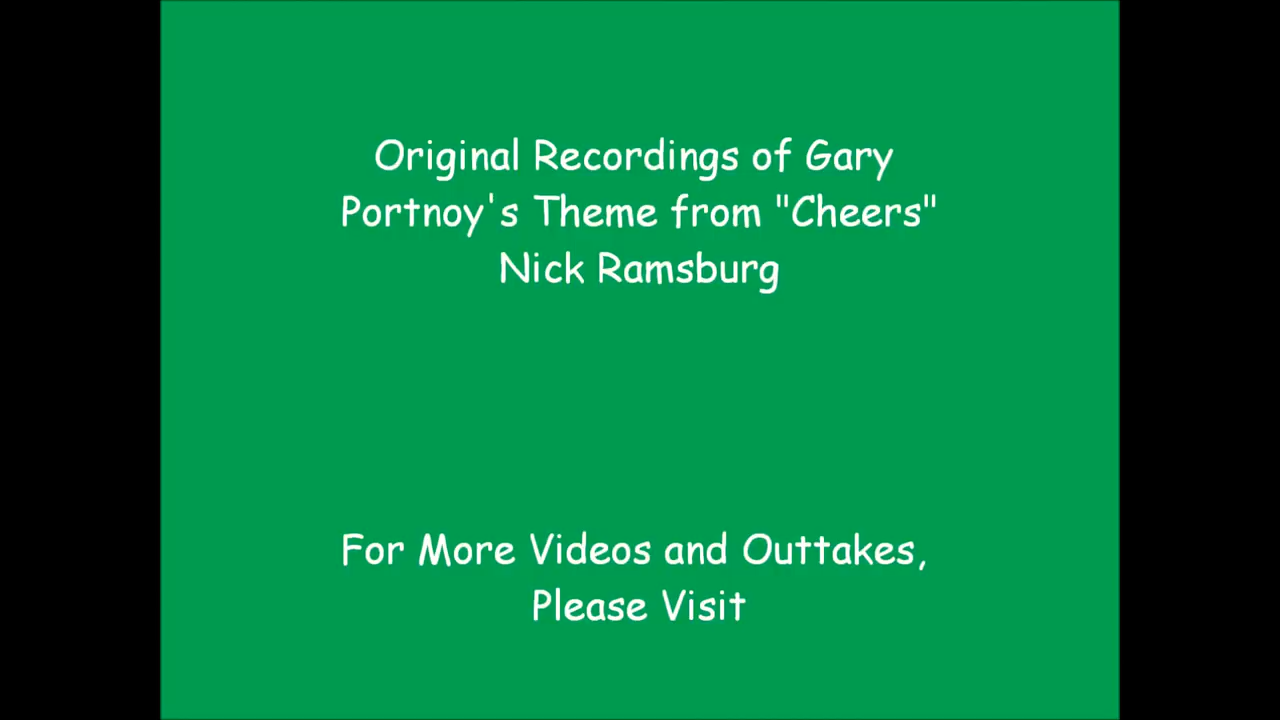 Original Recordings of Gary
Portnoy's Theme from "Cheers"
Nick Ramsburg
For More Videos and Outtakes,
Please Visit